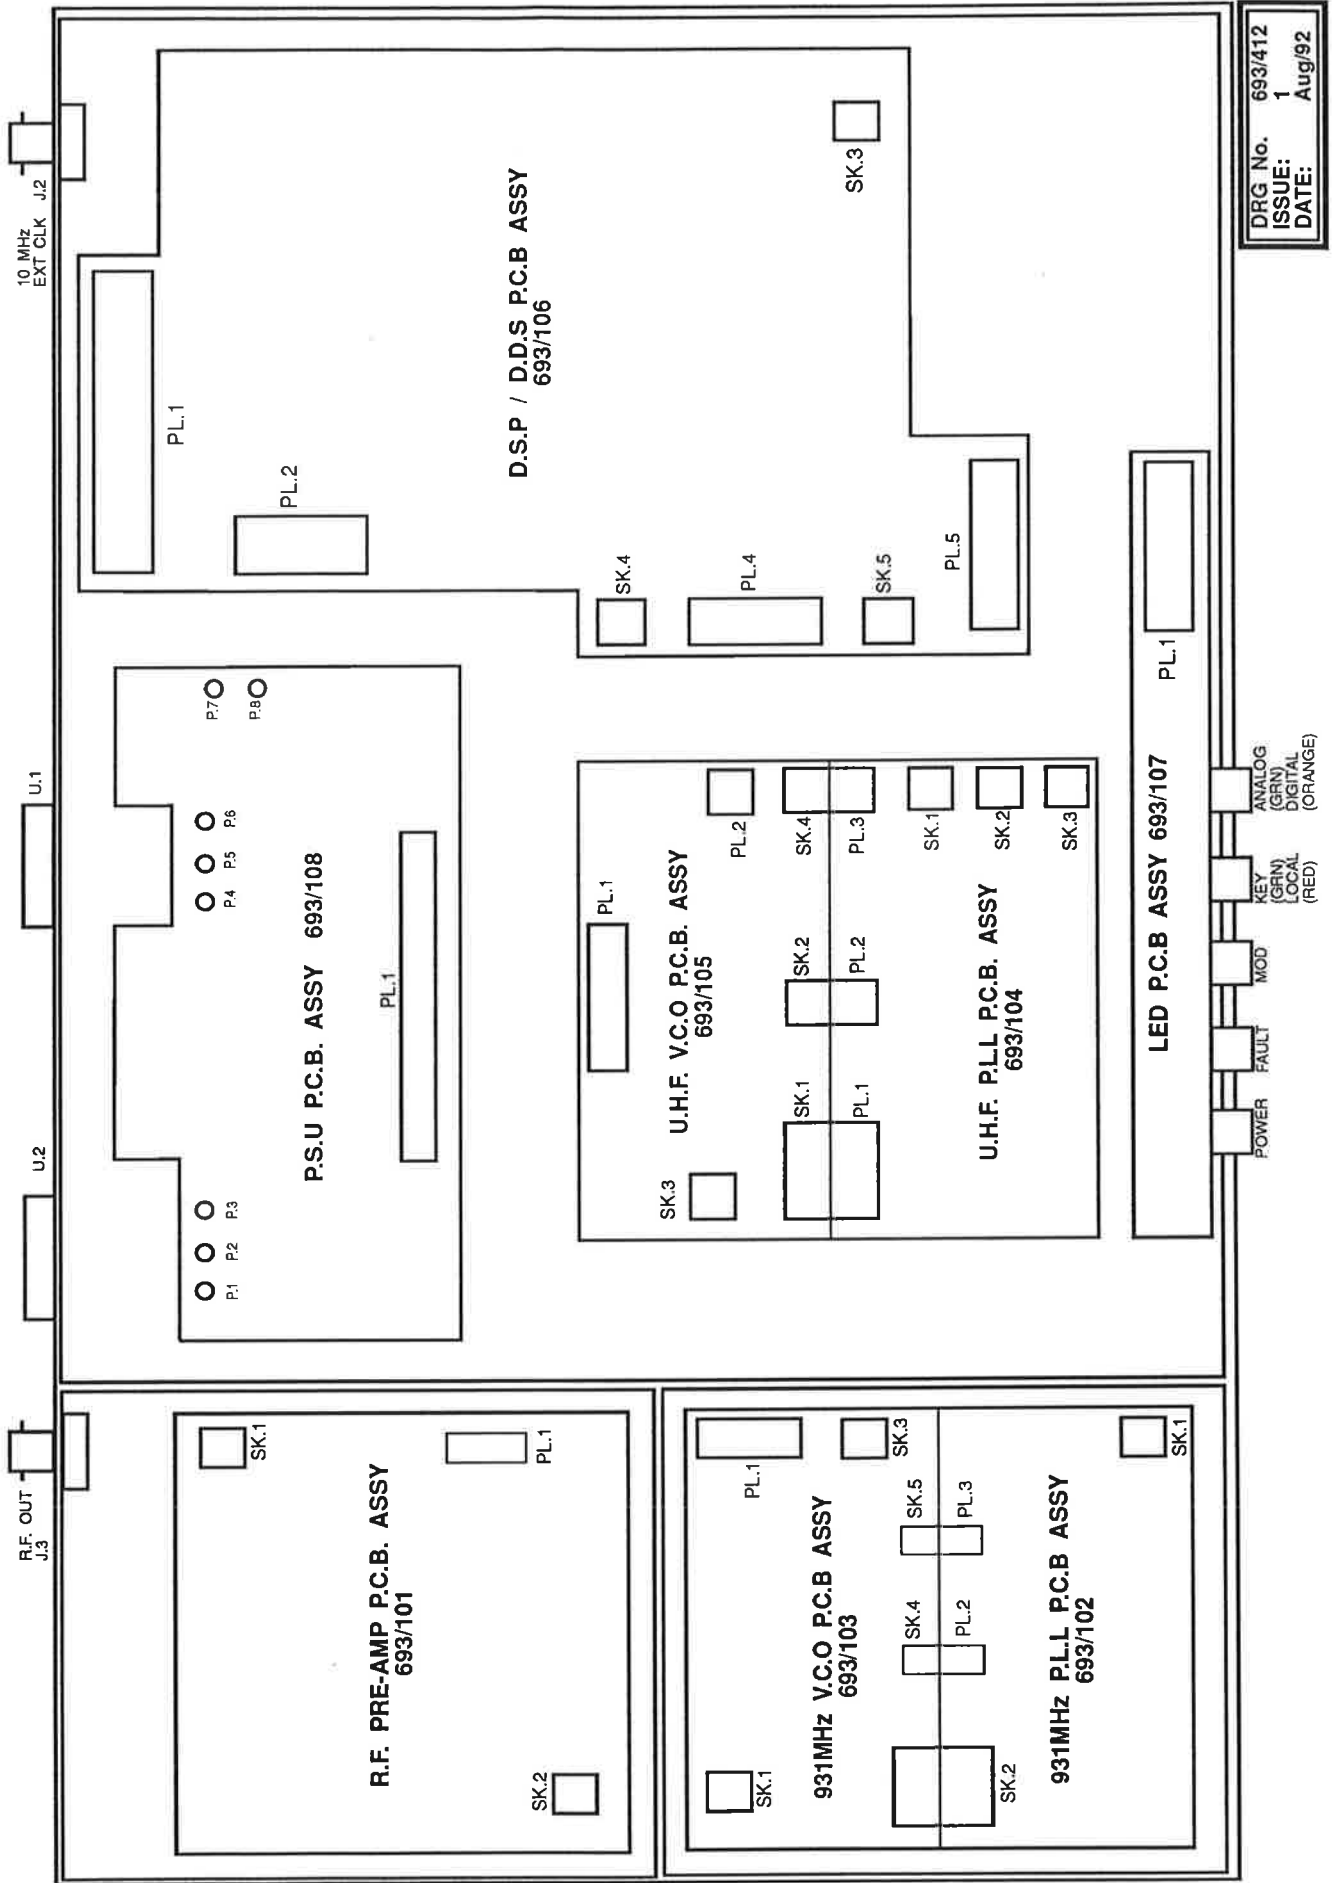 R.F. OUT
J.3
U.2
U.1
10 MHz
EXT CLK J.2
SK.1
PL.1
R.F. PRE-AMP P.C.B. ASSY
693/101
SK.2
P.1
P.2
P.3
P.4
P.5
P.6
P.7
P.8
P.S.U P.C.B. ASSY 693/108
PL.1
PL.1
PL.2
D.S.P / D.D.S P.C.B ASSY
693/106
SK.3
SK.4
PL.4
SK.5
PL.5
PL.1
SK.3
SK.1
931MHz V.C.O P.C.B ASSY
693/103
SK.4
SK.5
PL.2
PL.3
SK.2
931MHz P.L.L P.C.B ASSY
693/102
SK.1
PL.1
U.H.F. V.C.O P.C.B. ASSY
693/105
SK.3
PL.2
SK.1
SK.2
SK.4
PL.1
PL.2
PL.3
U.H.F. P.L.L P.C.B. ASSY
693/104
SK.1
SK.2
SK.3
LED P.C.B ASSY 693/107
PL.1
POWER
FAULT
MOD
KEY
(GRN)
LOCAL
(RED)
ANALOG
(GRN)
DIGITAL
(ORANGE)
DRG No. 693/412
ISSUE: 1
DATE: Aug/92